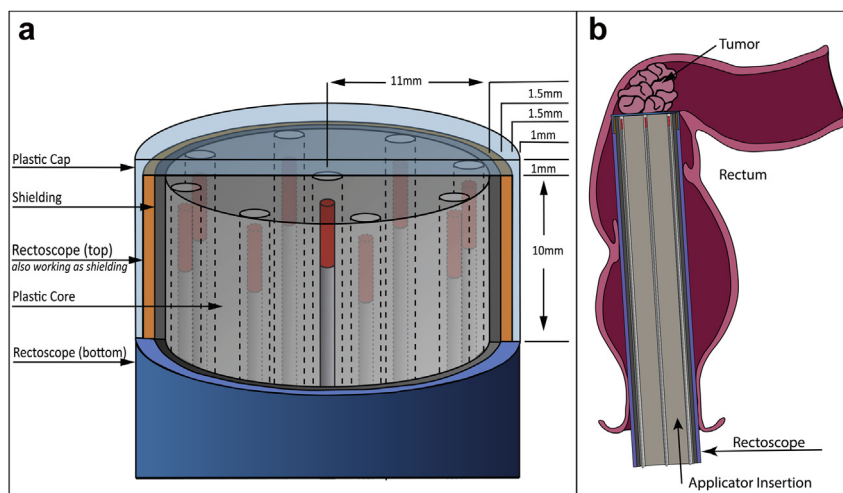 a
11mm
1.5mm
1.5mm
1mm
1mm
10mm
Plastic Cap
Shielding
Rectoscope (top)
also working as shielding
Plastic Core
Rectoscope (bottom)
b
Tumor
Rectum
Rectoscope
Applicator Insertion